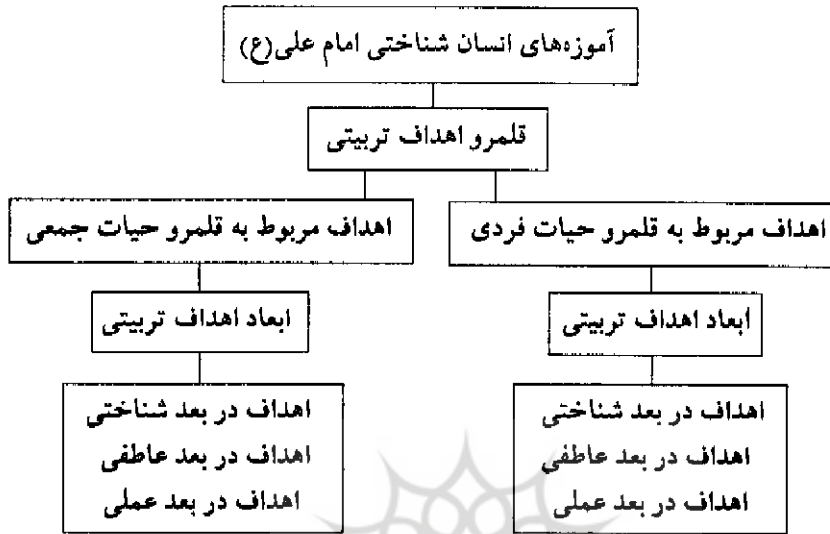 آموزه‌های انسان شناختی امام علی(ع)
قلمرو اهداف تربیتی
اهداف مربوط به قلمرو حیات فردی
اهداف مربوط به قلمرو حیات جمعی
ابعاد اهداف تربیتی
ابعاد اهداف تربیتی
اهداف در بعد شناختی
اهداف در بعد عاطفی
اهداف در بعد عملی
اهداف در بعد شناختی
اهداف در بعد عاطفی
اهداف در بعد عملی